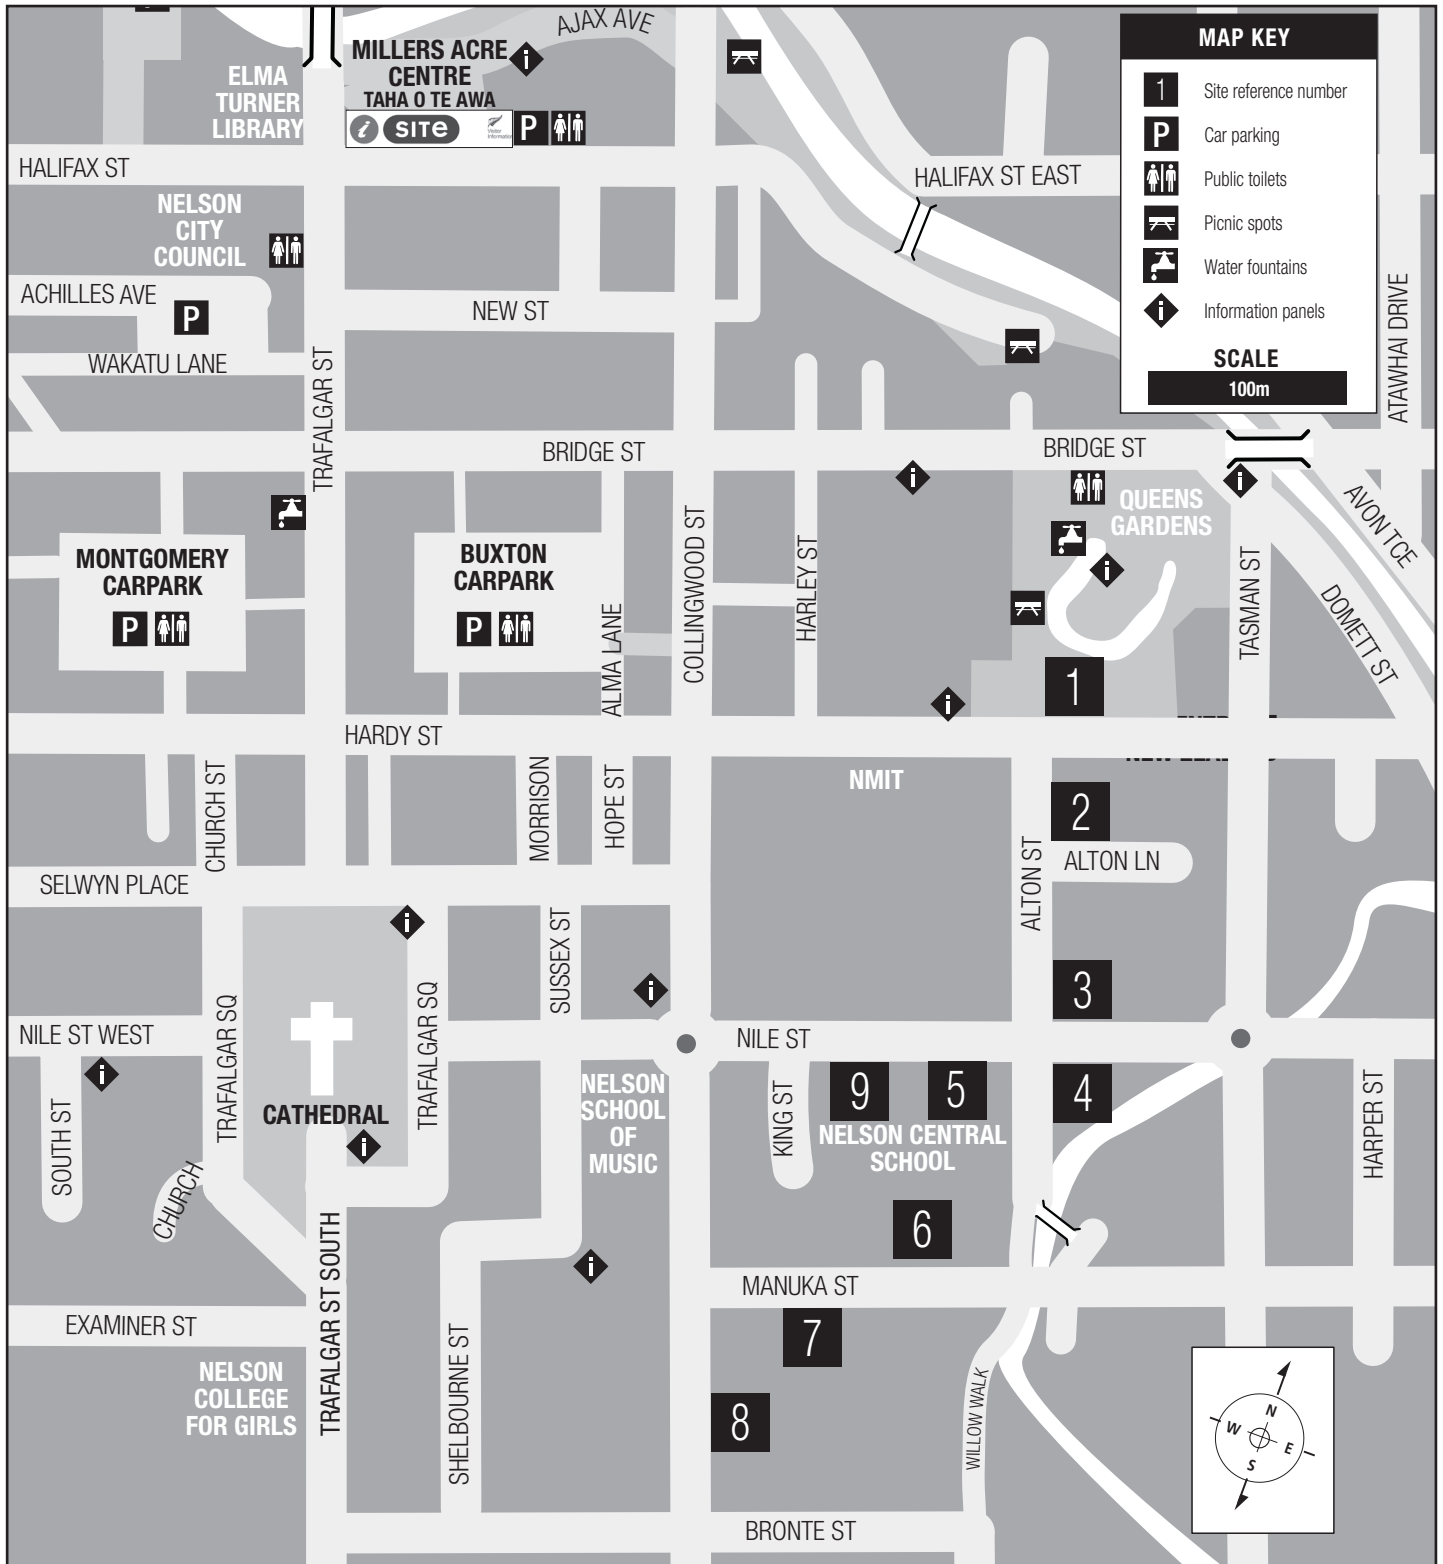 AJAX AVE
MILLERS ACRE
CENTRE
TAHA O TE AWA
i SITE
Visitor
Information
P
ELMA
TURNER
LIBRARY
MAP KEY
1 Site reference number
P Car parking
Public toilets
Picnic spots
Water fountains
i Information panels
SCALE
100m
HALIFAX ST
HALIFAX ST EAST
NELSON
CITY
COUNCIL
ACHILLES AVE
P
NEW ST
WAKATU LANE
TRAFALGAR ST
ATAWHAI DRIVE
BRIDGE ST
BRIDGE ST
QUEENS
GARDENS
AVON TCE
MONTGOMERY
CARPARK
P
BUXTON
CARPARK
P
ALMA LANE
COLLINGWOOD ST
HARLEY ST
TASMAN ST
DOMETT ST
1
HARDY ST
CHURCH ST
MORRISON
HOPE ST
NMIT
2
ALTON ST
ALTON LN
SELWYN PLACE
SUSSEX ST
3
NILE ST WEST
TRAFALGAR SQ
TRAFALGAR SQ
NILE ST
SOUTH ST
CATHEDRAL
NELSON
SCHOOL
OF
MUSIC
KING ST
9
5
4
NELSON CENTRAL
SCHOOL
HARPER ST
CHURCH
6
TRAFALGAR ST SOUTH
MANUKA ST
EXAMINER ST
7
SHELBOURNE ST
NELSON
COLLEGE
FOR GIRLS
8
WILLOW WALK
N
W
E
S
BRONTE ST